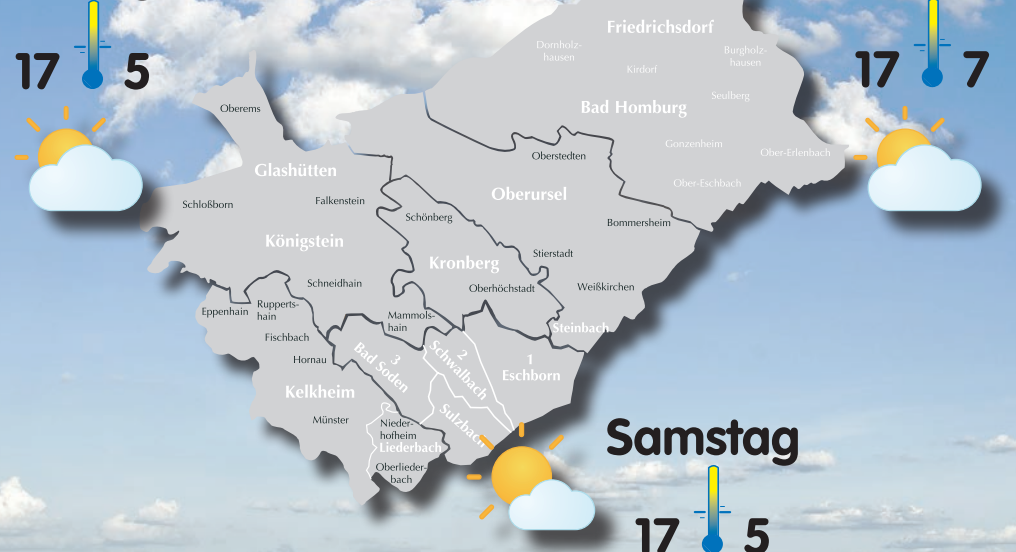 17 5
17 7
Friedrichsdorf
Dornholz-
hausen
Burgholz-
hausen
Kirdorf
Seulberg
Bad Homburg
Oberems
Gonzenheim
Ober-Erlenbach
Oberstedten
Glashütten
Ober-Eschbach
Oberursel
Schloßborn
Falkenstein
Schönberg
Bommersheim
Königstein
Stierstadt
Kronberg
Schneidhain
Oberhöchstadt
Weißkirchen
Eppenhain
Rupperts-
hain
Mammols-
hain
Steinbach
Fischbach
Hornau
3
Bad Soden
2
Schwalbach
1
Eschborn
Kelkheim
Münster
Sulzbach
Nieder-
hofheim
Liederbach
Oberlieder-
bach
Samstag
17 5